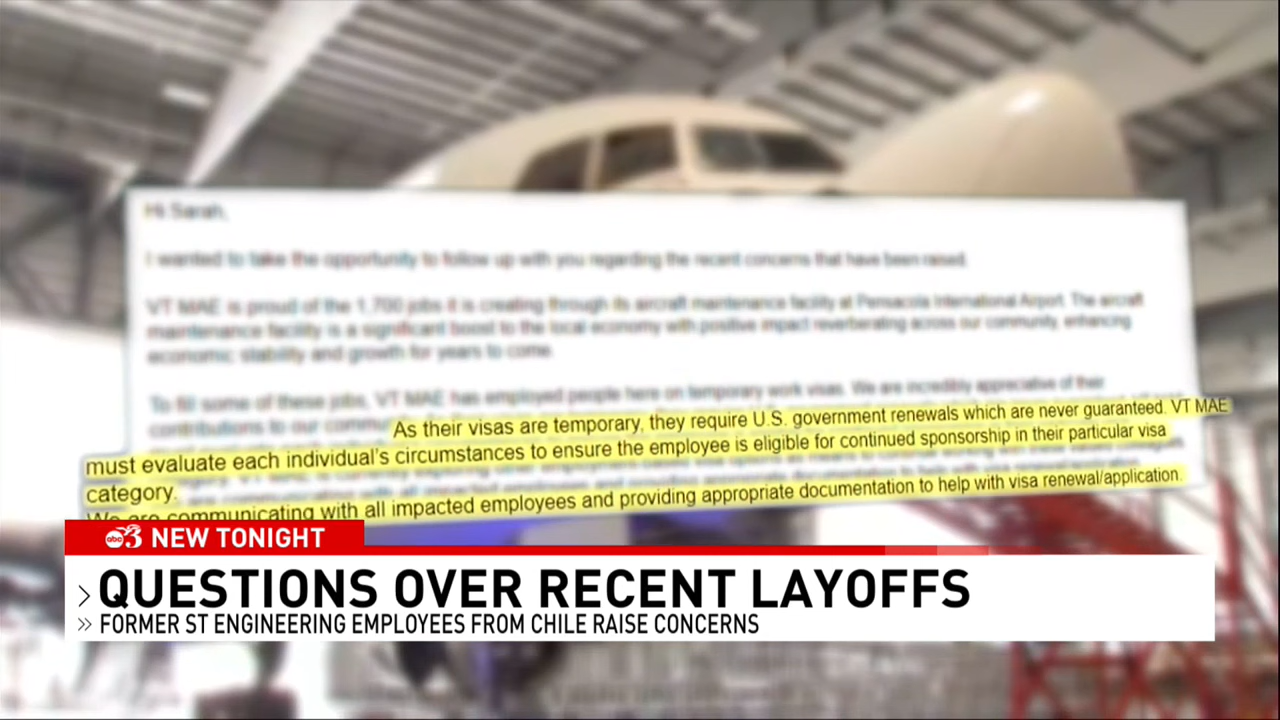 Hi Sarah,
I wanted to take the opportunity to follow up with you regarding the recent concerns that have been raised.
VT MAE is proud of the 1,700 jobs it is creating through its aircraft maintenance facility at Pensacola International Airport. The aircraft
maintenance facility is a significant boost to the local economy with positive impact reverberating across our community, enhancing
economic stability and growth for years to come.
To fill some of these jobs, VT MAE has employed people here on temporary work visas. We are incredibly appreciative of their
contributions to our
As their visas are temporary, they require U.S. government renewals which are never guaranteed. VT MAE
must evaluate each individual's circumstances to ensure the employee is eligible for continued sponsorship in their particular visa
category.
We are communicating with all impacted employees and providing appropriate documentation to help with visa renewal/application.
abc 3 NEW TONIGHT
QUESTIONS OVER RECENT LAYOFFS
FORMER ST ENGINEERING EMPLOYEES FROM CHILE RAISE CONCERNS